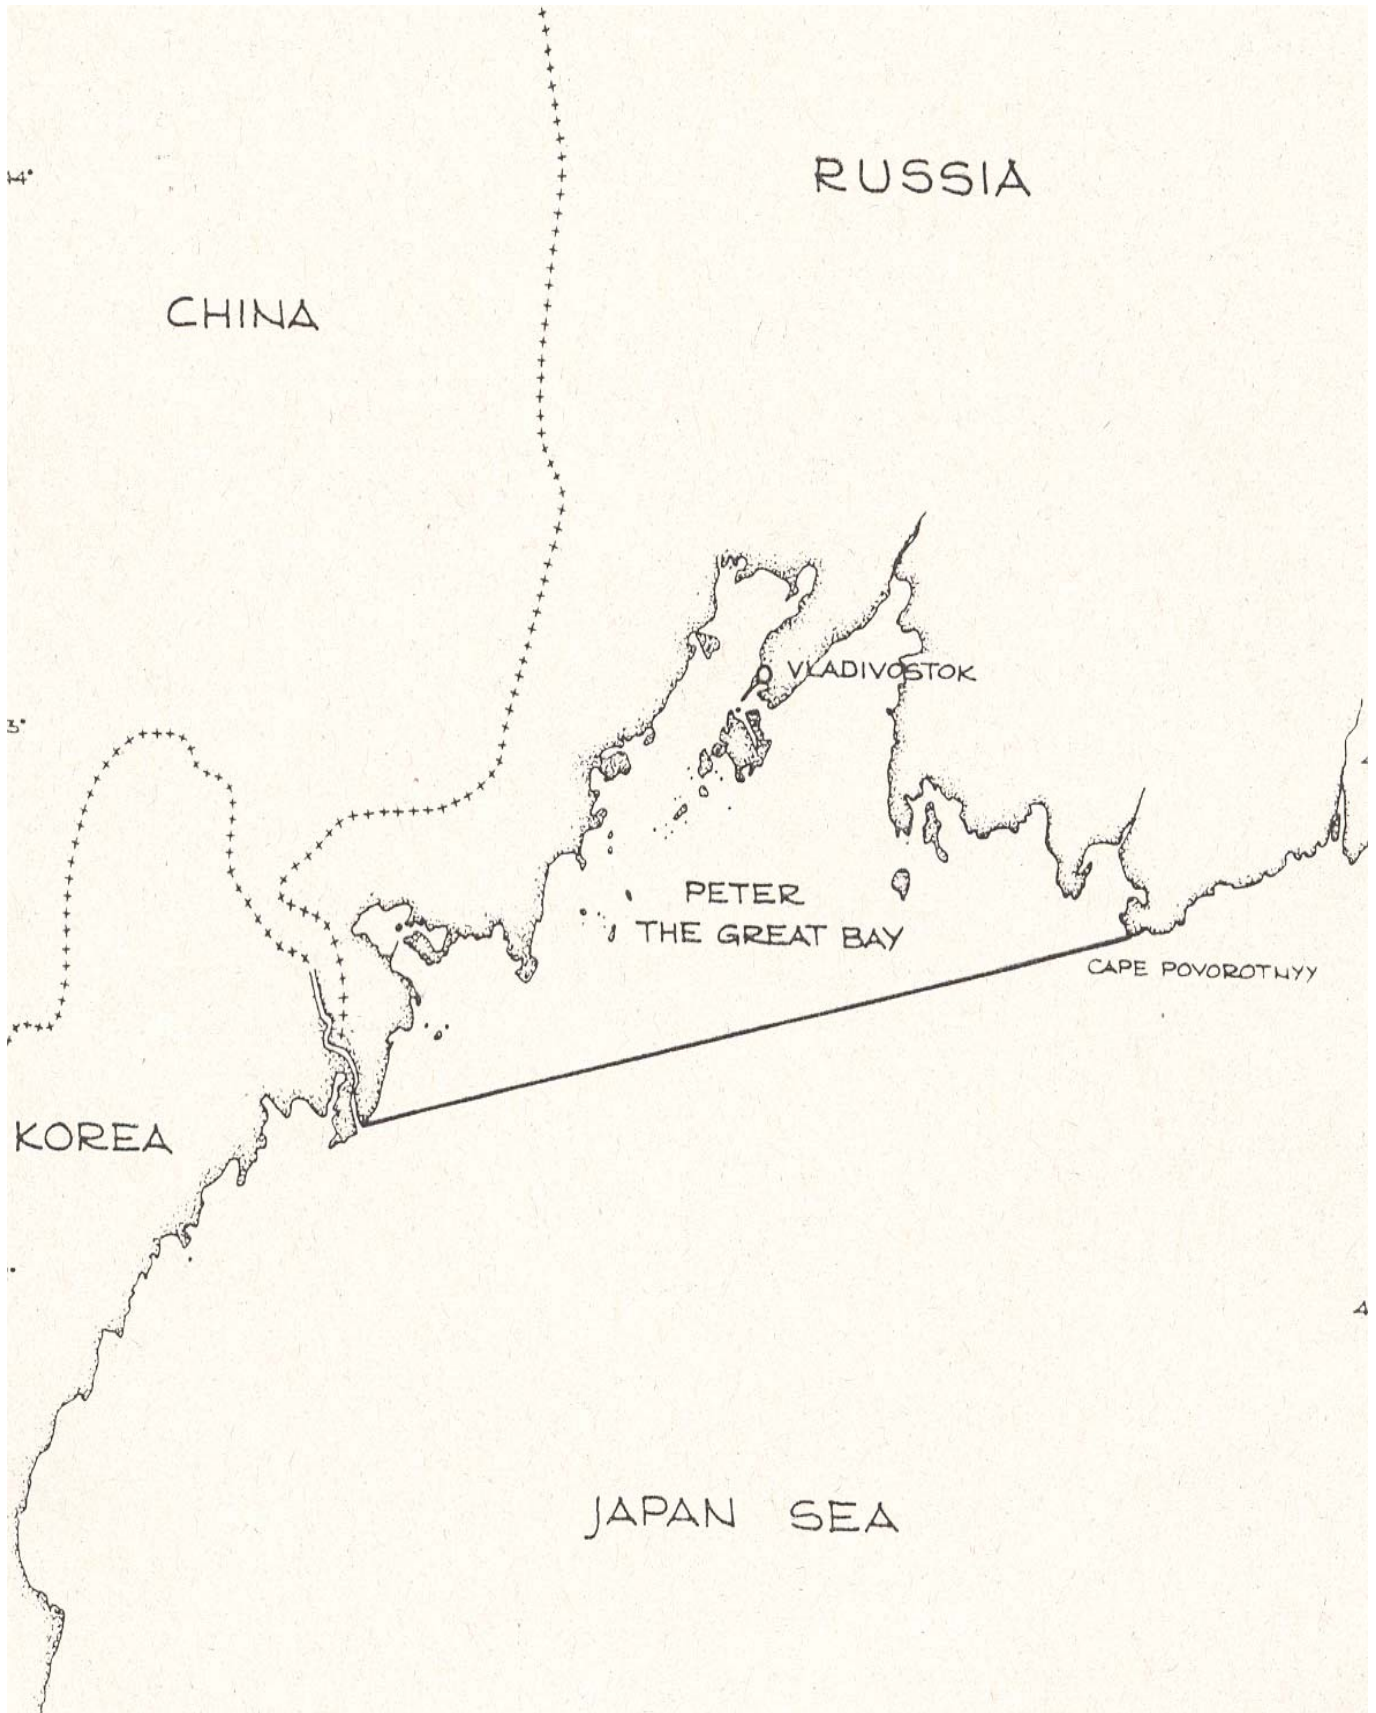 RUSSIA
CHINA
VLADIVOSTOK
PETER
THE GREAT BAY
CAPE POVOROTNYY
KOREA
JAPAN SEA